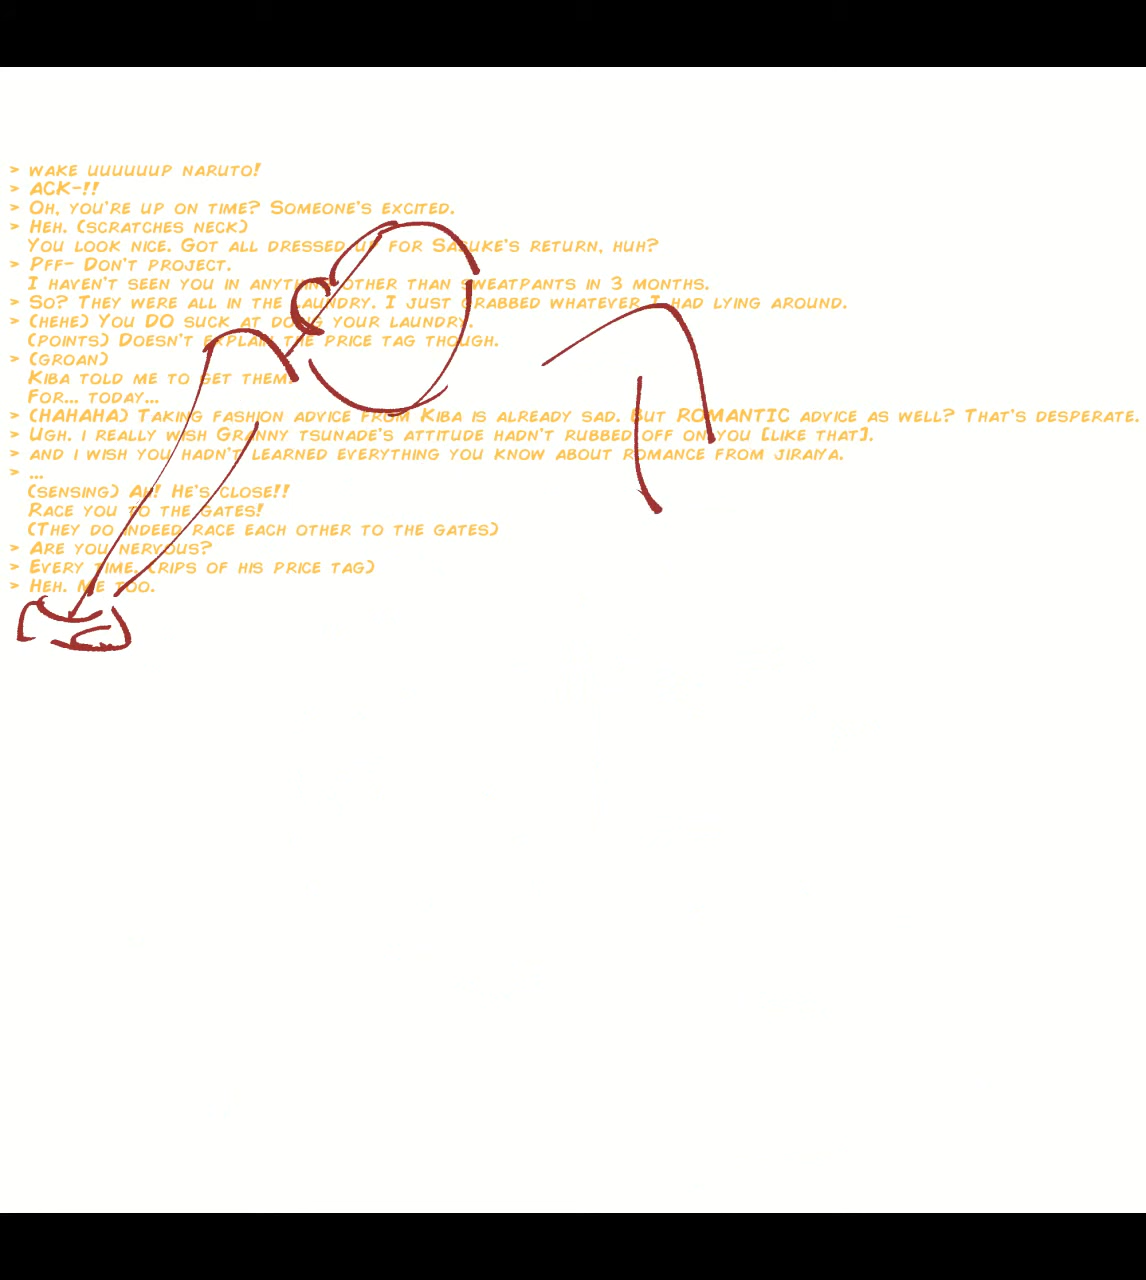 > WAKE UUUUUUP NARUTO!
> ACK-!!
> OH, YOU'RE UP ON TIME? SOMEONE'S EXCITED.
> HEH. (SCRATCHES NECK)
YOU LOOK NICE. GOT ALL DRESSED UP FOR SASUKE'S RETURN, HUH?
> PFF- DON'T PROJECT.
I HAVEN'T SEEN YOU IN ANYTHING OTHER THAN SWEATPANTS IN 3 MONTHS.
> SO? THEY WERE ALL IN THE LAUNDRY. I JUST GRABBED WHATEVER I HAD LYING AROUND.
> (HEHE) YOU DO SUCK AT DOING YOUR LAUNDRY.
(POINTS) DOESN'T EXPLAIN THE PRICE TAG THOUGH.
> (GROAN)
KIBA TOLD ME TO GET THEM.
FOR... TODAY...
> (HAHAHA) TAKING FASHION ADVICE FROM KIBA IS ALREADY SAD. BUT ROMANTIC ADVICE AS WELL? THAT'S DESPERATE.
> UGH. I REALLY WISH GRANNY TSUNADE'S ATTITUDE HADN'T RUBBED OFF ON YOU [LIKE THAT].
> AND I WISH YOU HADN'T LEARNED EVERYTHING YOU KNOW ABOUT ROMANCE FROM JIRAIYA.
> ...
(SENSING) AH! HE'S CLOSE!!
RACE YOU TO THE GATES!
(THEY DO INDEED RACE EACH OTHER TO THE GATES)
> ARE YOU NERVOUS?
> EVERY TIME. (RIPS OF HIS PRICE TAG)
> HEH. ME TOO.